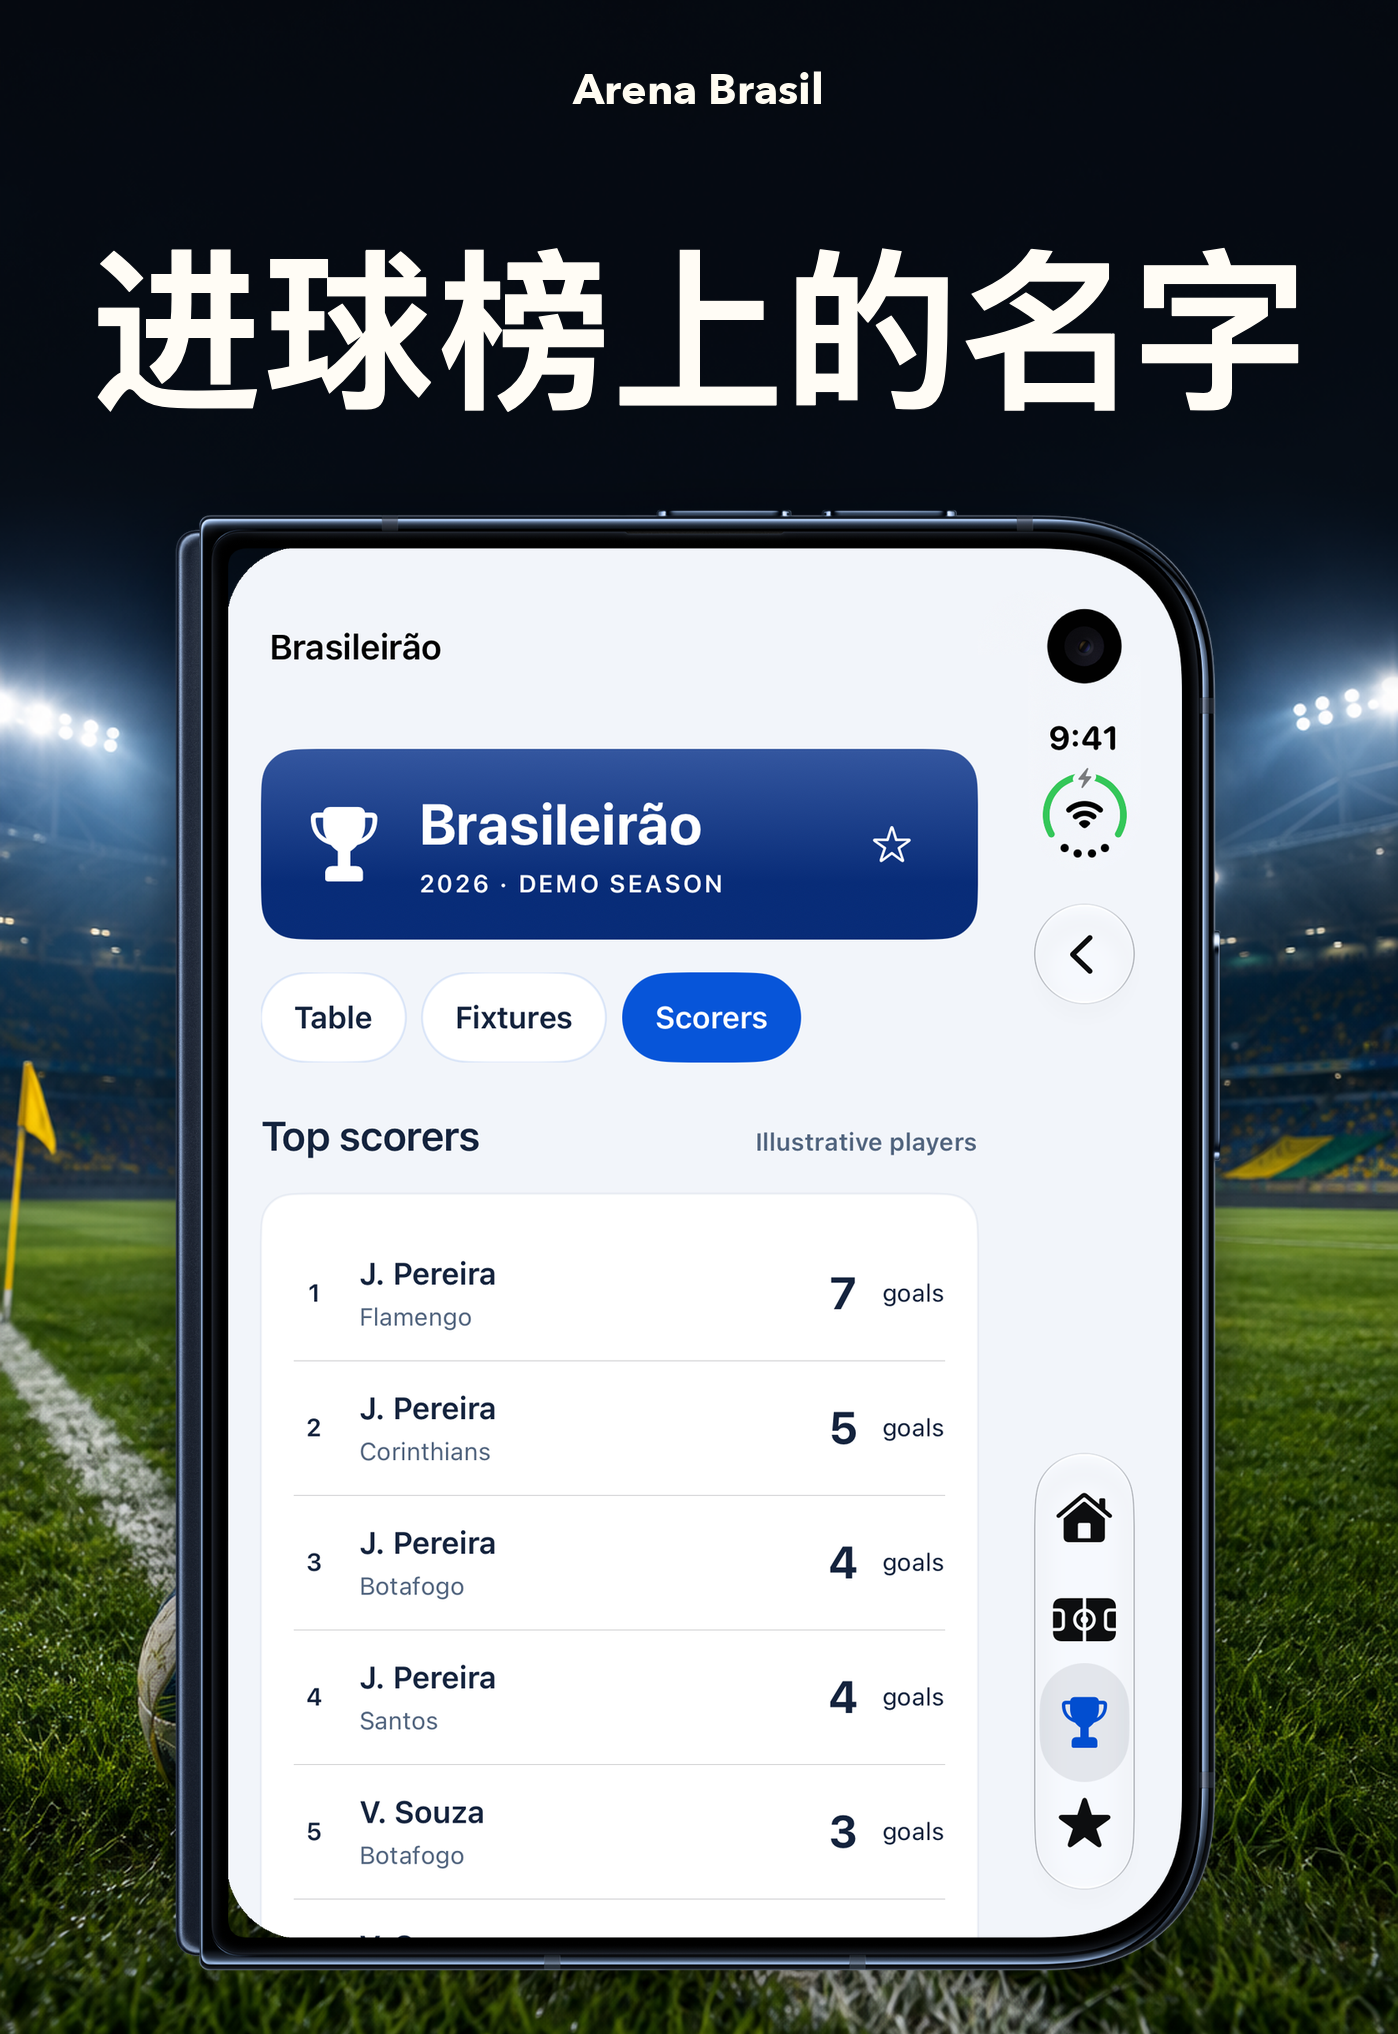 Arena Brasil
进球榜上的名字
Brasileirão
9:41
Brasileirão
2026 · DEMO SEASON
Table
Fixtures
Scorers
Top scorers
Illustrative players
1
J. Pereira
Flamengo
7 goals
2
J. Pereira
Corinthians
5 goals
3
J. Pereira
Botafogo
4 goals
4
J. Pereira
Santos
4 goals
5
V. Souza
Botafogo
3 goals